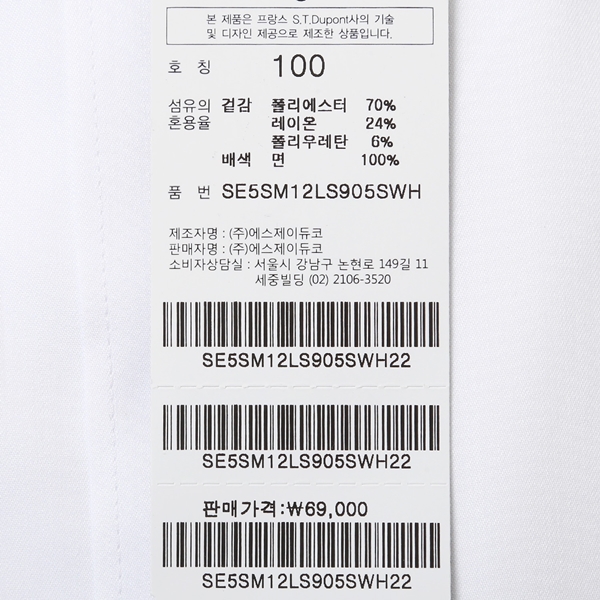 본 제품은 프랑스 S.T.Dupont사의 기술
및 디자인 제공으로 제조한 상품입니다.
호 칭 100
섬유의 겉감 폴리에스터 70%
혼용율 레이온 24%
폴리우레탄 6%
배색 면 100%
품 번 SE5SM12LS905SWH
제조자명 : (주)에스제이듀코
판매자명 : (주)에스제이듀코
소비자상담실 : 서울시 강남구 논현로 149길 11
세중빌딩 (02) 2106-3520
SE5SM12LS905SWH22
SE5SM12LS905SWH22
판매가격:₩69,000
SE5SM12LS905SWH22